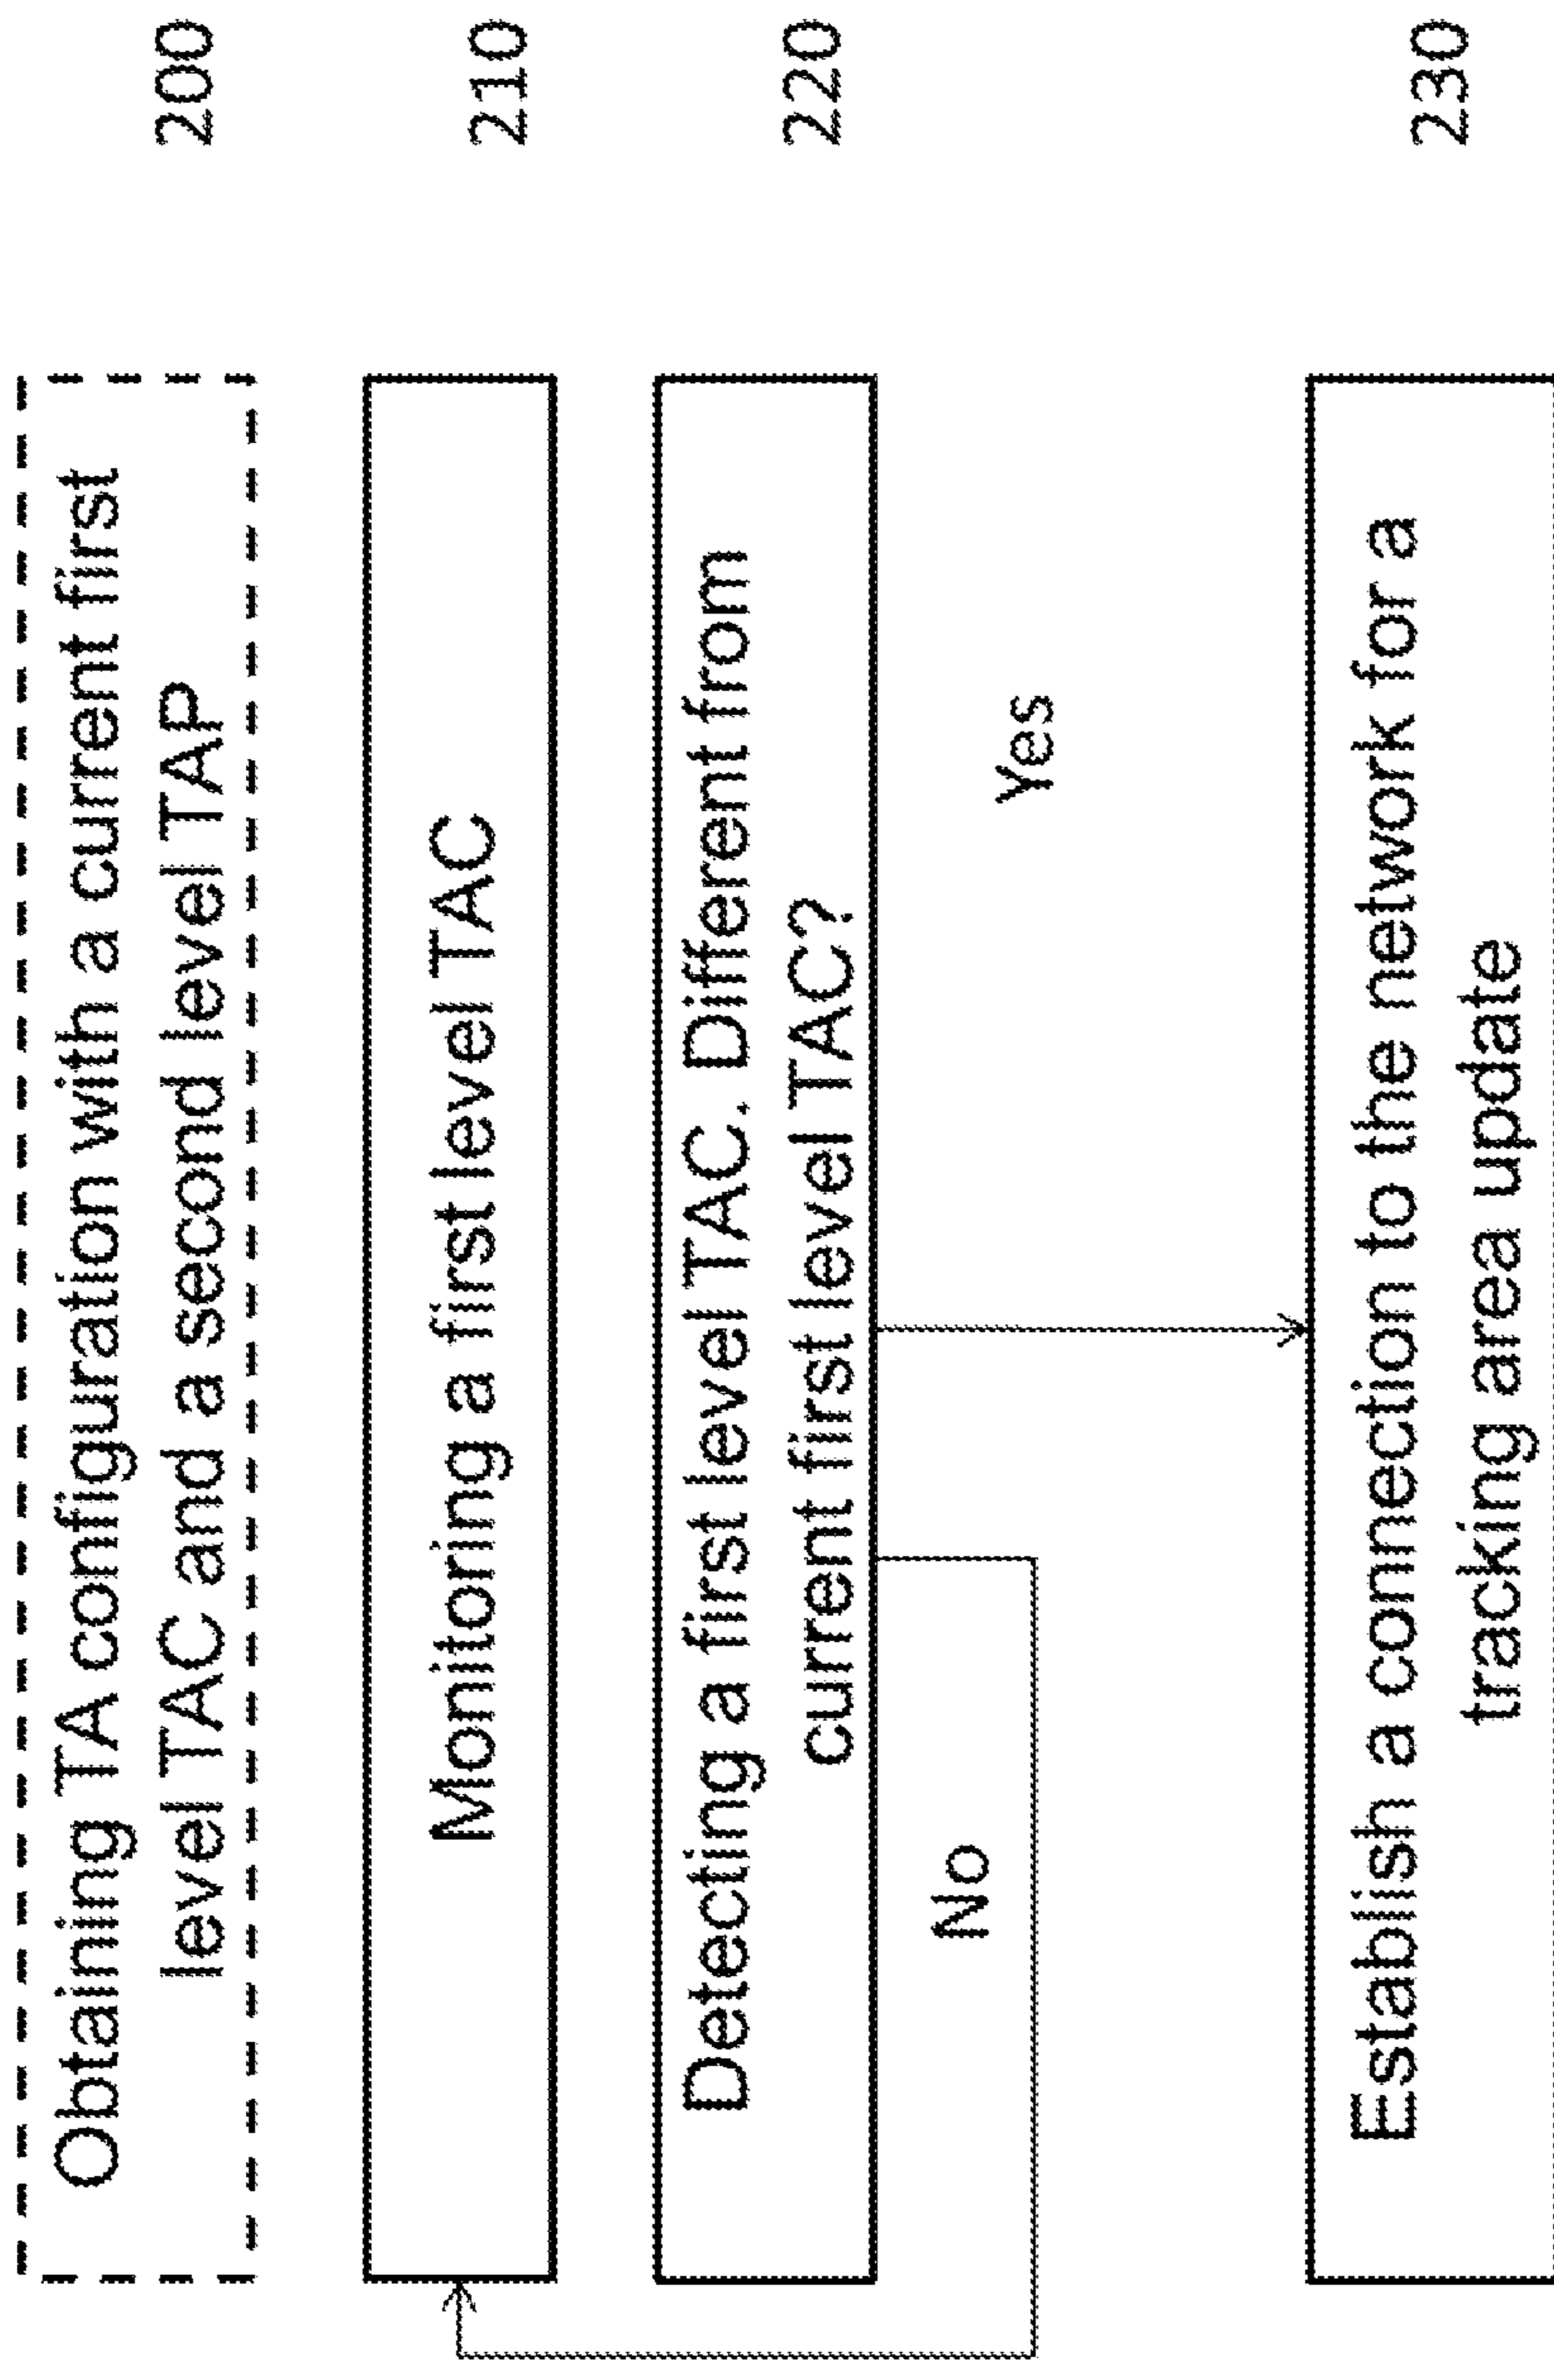 Obtaining TA configuration with a current first
level TAC and a second level TAP
200
Monitoring a first level TAC
210
Detecting a first level TAC. Different from
current first level TAC?
220
No
Yes
Establish a connection to the network for a
tracking area update
230